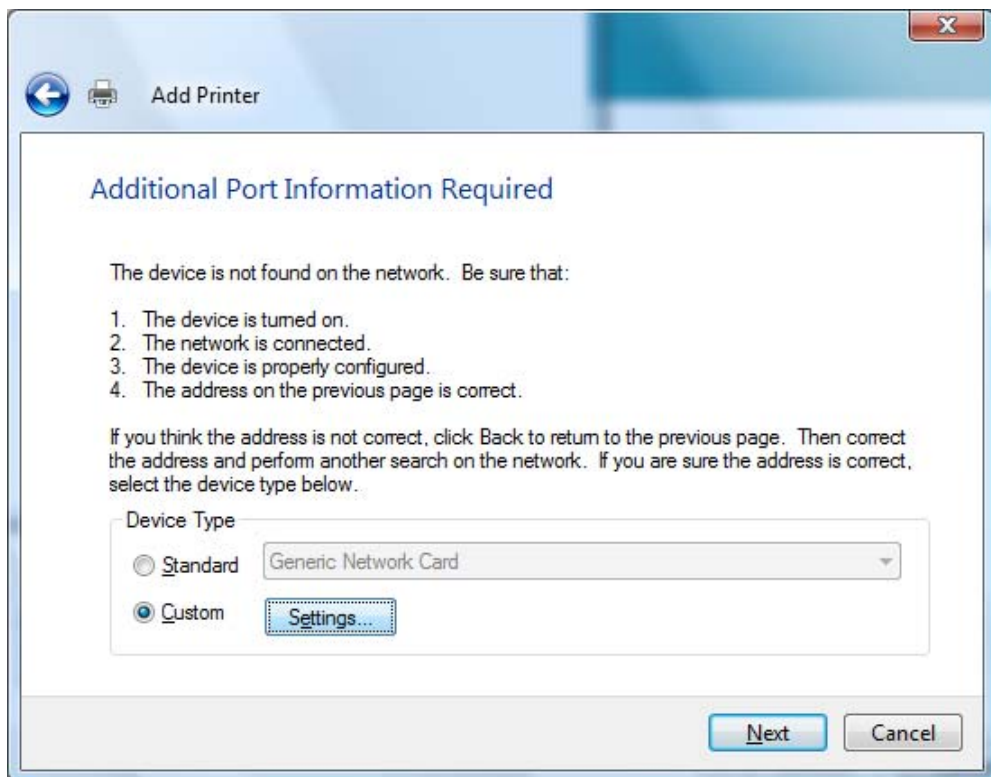 Add Printer
Additional Port Information Required
The device is not found on the network. Be sure that:
1. The device is turned on.
2. The network is connected.
3. The device is properly configured.
4. The address on the previous page is correct.
If you think the address is not correct, click Back to return to the previous page. Then correct
the address and perform another search on the network. If you are sure the address is correct,
select the device type below.
Device Type
Standard Generic Network Card
Custom Settings...
Next Cancel